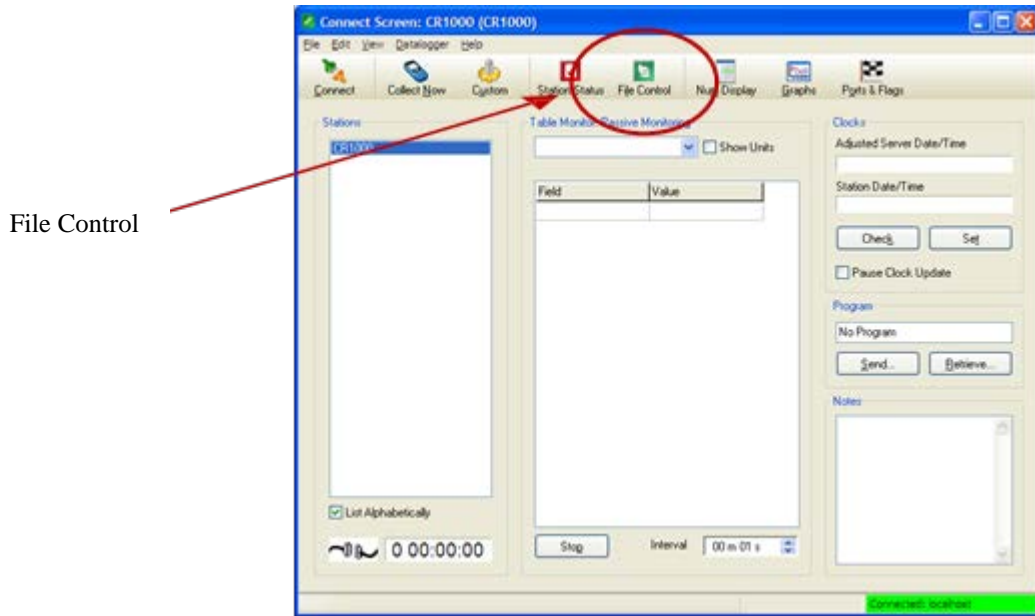 Connect Screen: CR1000 (CR1000)
File Edit View Datalogger Help
Connect Collect Now Custom Station Status File Control Num Display Graphs Ports & Flags
Stations
CR1000
Table Monitor: Passive Monitoring
Show Units
Field Value
Clocks
Adjusted Server Date/Time
Station Date/Time
Check Set
Pause Clock Update
File Control
Program
No Program
Send... Retrieve...
Notes
List Alphabetically
0 00:00:00
Stop Interval 00 m 01 s
Connected: localhost